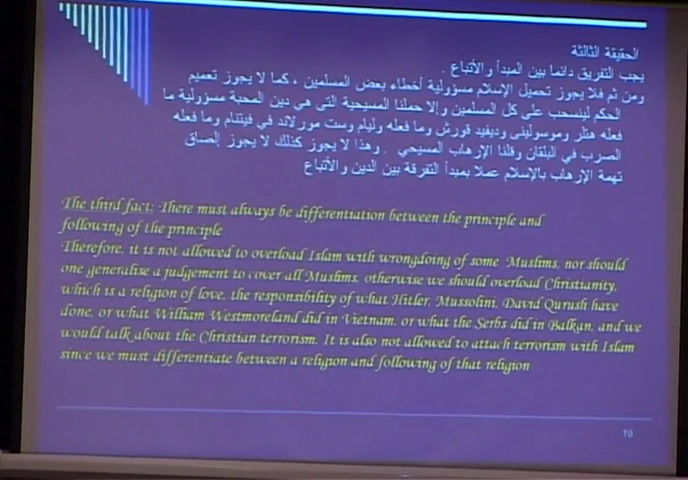 الحقيقة الثالثة
يجب التفريق دائما بين المبدأ والأتباع .
ومن ثم فلا يجوز تحميل الإسلام مسؤولية أخطاء بعض المسلمين ، كما لا يجوز تعميم
الحكم لينسحب على كل المسلمين وإلا حملنا المسيحية التى هي دين المحبة مسؤولية ما
فعله هتلر وموسولينى وديفيد قورش وما فعله وليام وست مورلاند في فيتنام وما فعله
الصرب في البلقان وقلنا الإرهاب المسيحي . وهذا لا يجوز كذلك لا يجوز إلصاق
تهمة الإرهاب بالإسلام عملا بمبدأ التفرقة بين الدين والأتباع
The third fact: There must always be differentiation between the principle and
following of the principle
Therefore, it is not allowed to overload Islam with wrongdoing of some Muslims, nor should
one generalise a judgement to cover all Muslims, otherwise we should overload Christianity,
which is a religion of love, the responsibility of what Hitler, Mussolini, David Qurush have
done, or what William Westmoreland did in Vietnam, or what the Serbs did in Balkan, and we
would talk about the Christian terrorism. It is also not allowed to attach terrorism with Islam
since we must differentiate between a religion and following of that religion
19